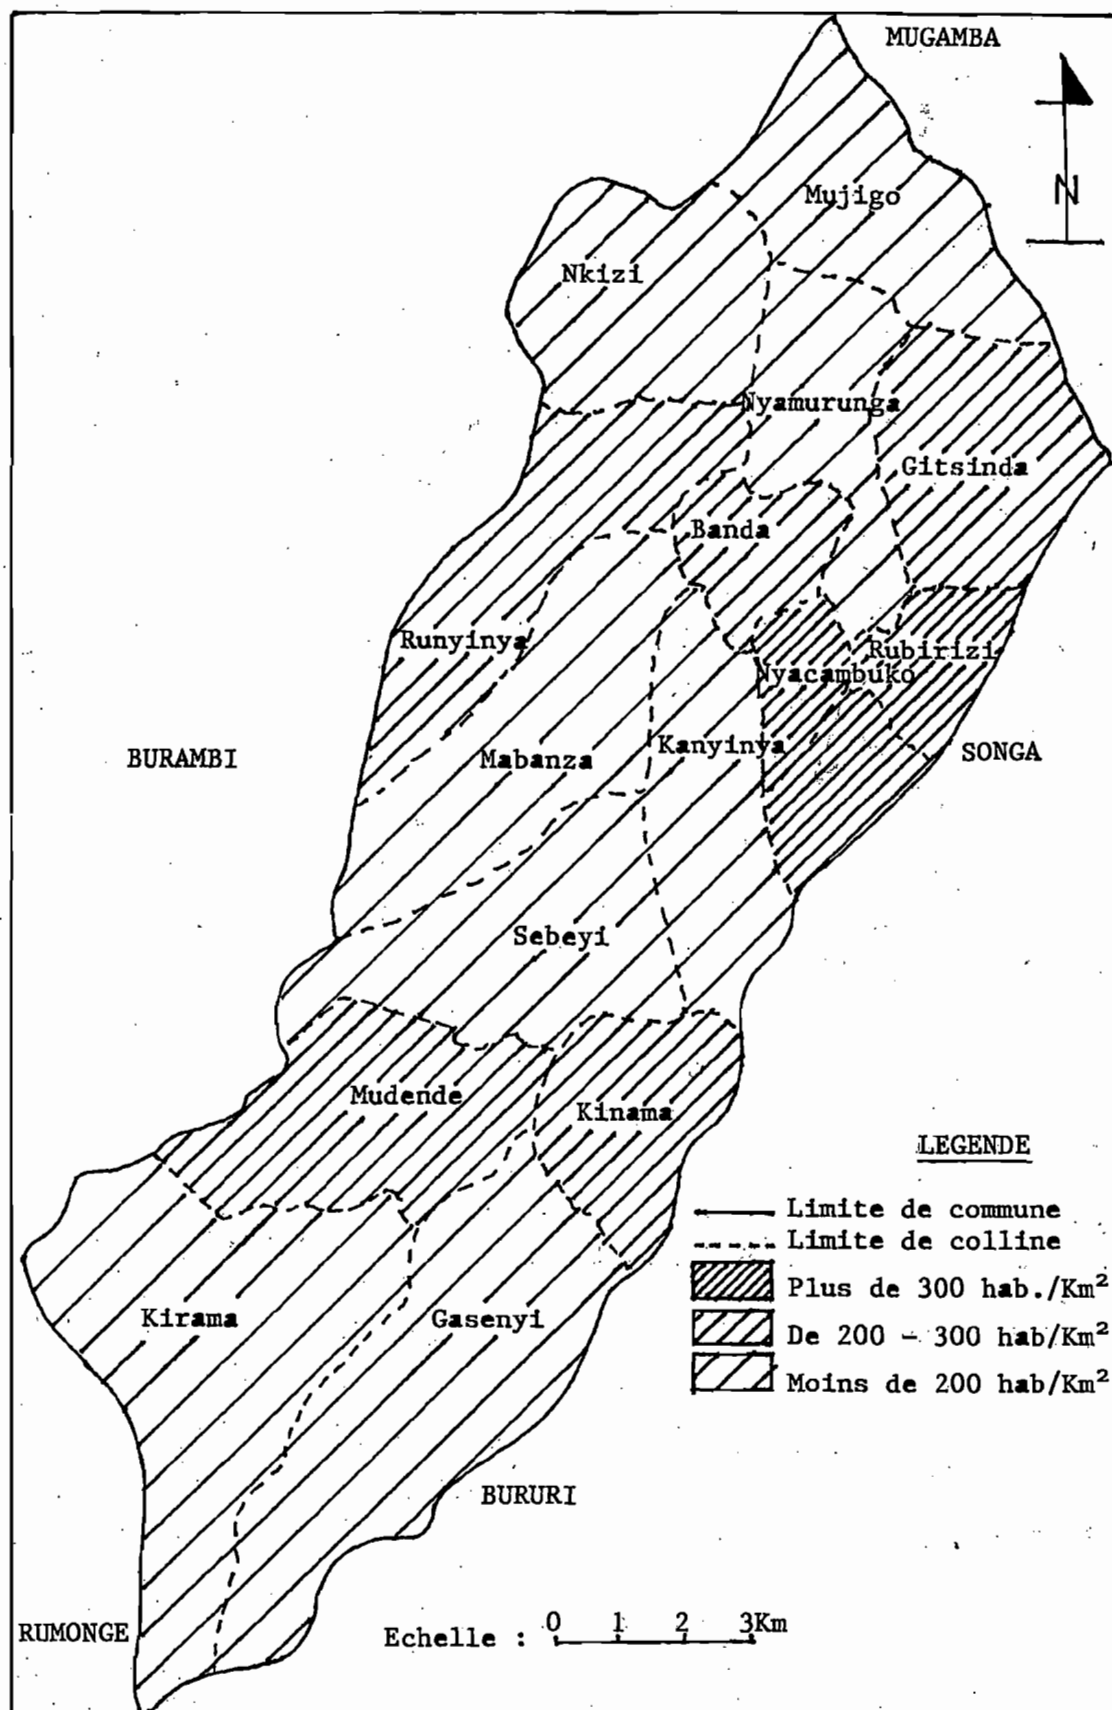 MUGAMBA
N
Mujigo
Nkizi
Nyamurunga
Gitsinda
Banda
Runyinya
Rubirizi
Nyacambuko
BURAMBI
Mabanza
Kanyinya
SONGA
Sebeyi
Mudende
Kinama
LEGENDE
Limite de commune
Limite de colline
Plus de 300 hab./Km²
De 200 - 300 hab/Km²
Moins de 200 hab/Km²
Kirama
Gasenyi
BURURI
RUMONGE
Echelle : 0 1 2 3Km